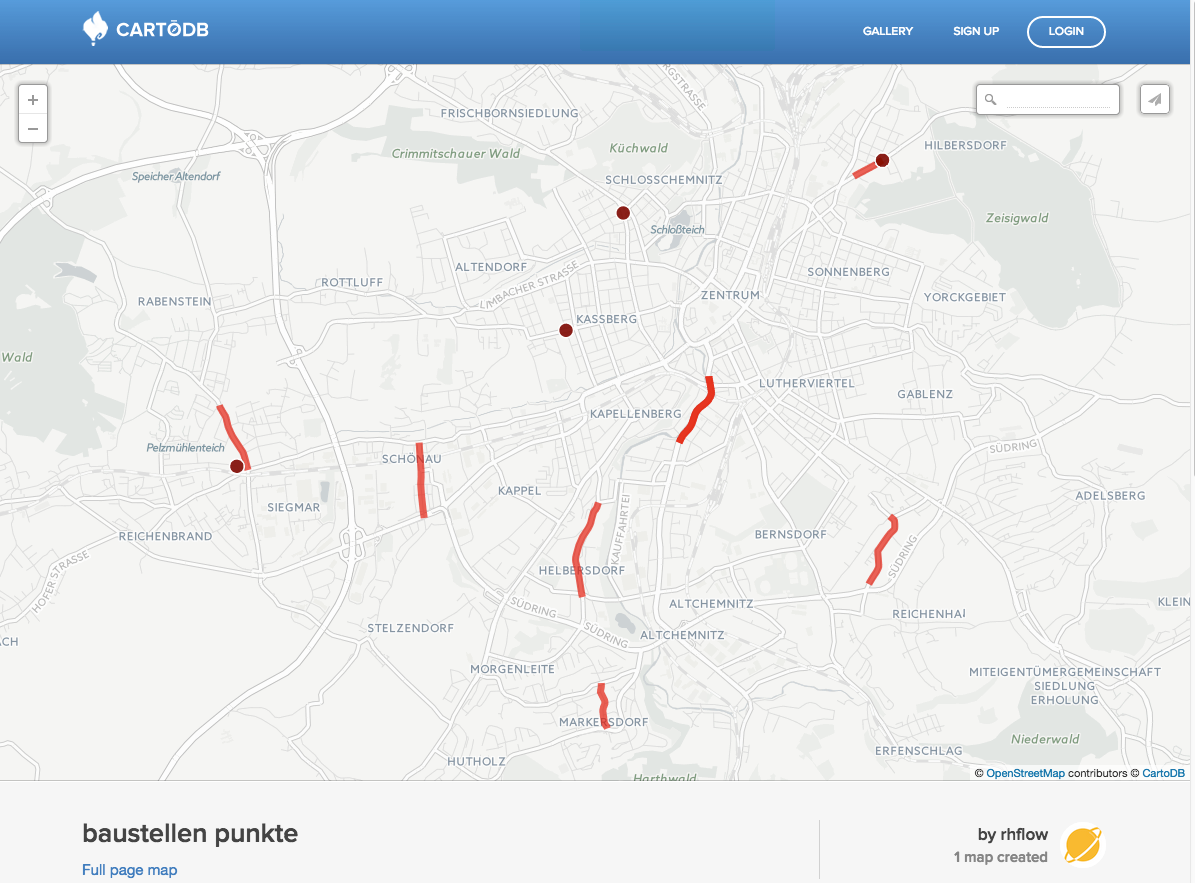 CARTODB
GALLERY
SIGN UP
LOGIN
+
−
FRISCHBORNSIEDLUNG
Crimmitschauer Wald
Küchwald
HILBERSDORF
Speicher Altendorf
SCHLOSSCHEMNITZ
Zeisigwald
Schloßteich
ALTENDORF
SONNENBERG
ROTTLUFF
LIMBACHER STRASSE
ZENTRUM
YORCKGEBIET
RABENSTEIN
KASSBERG
Wald
LUTHERVIERTEL
GABLENZ
KAPELLENBERG
Pelzmühlenteich
SÜDRING
SCHÖNAU
KAPPEL
ADELSBERG
SIEGMAR
KAUFFAHRTEI
REICHENBRAND
BERNSDORF
SÜDRING
HOFER STRASSE
HELBERSDORF
ALTCHEMNITZ
KLEIN
SÜDRING
REICHENHAI
STELZENDORF
SÜDRING
ALTCHEMNITZ
ACH
MORGENLEITE
MITEIGENTÜMERGEMEINSCHAFT
SIEDLUNG
ERHOLUNG
MARKERSDORF
Niederwald
ERFENSCHLAG
HUTHOLZ
Harthwald
© OpenStreetMap contributors © CartoDB
baustellen punkte
Full page map
by rhflow
1 map created